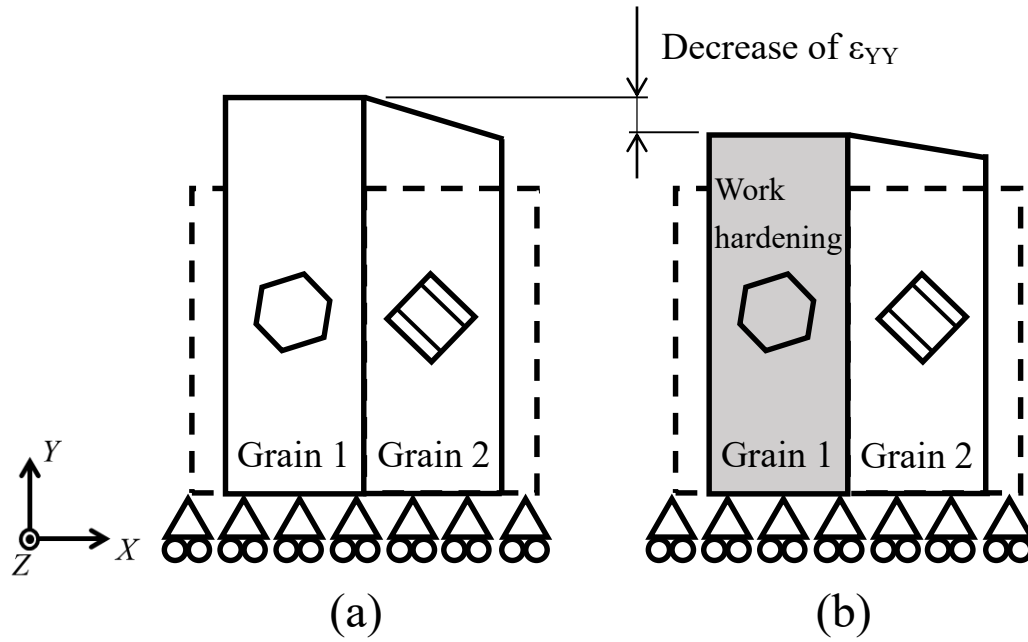 Decrease of εYY
Work
hardening
Grain 1
Grain 2
Grain 1
Grain 2
Y
X
Z
(a)
(b)